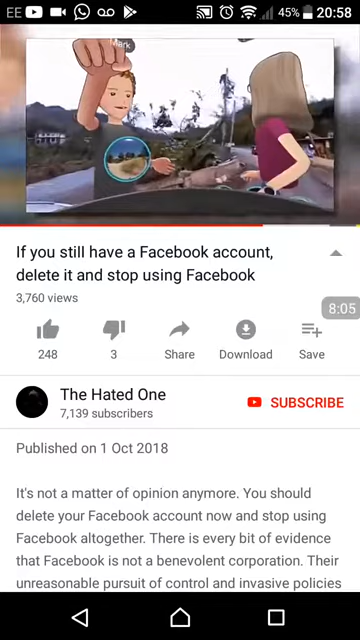 EE 45% 20:58
Mark
If you still have a Facebook account,
delete it and stop using Facebook
3,760 views
8:05
248 3 Share Download Save
The Hated One
7,139 subscribers
SUBSCRIBE
Published on 1 Oct 2018
It's not a matter of opinion anymore. You should
delete your Facebook account now and stop using
Facebook altogether. There is every bit of evidence
that Facebook is not a benevolent corporation. Their
unreasonable pursuit of control and invasive policies